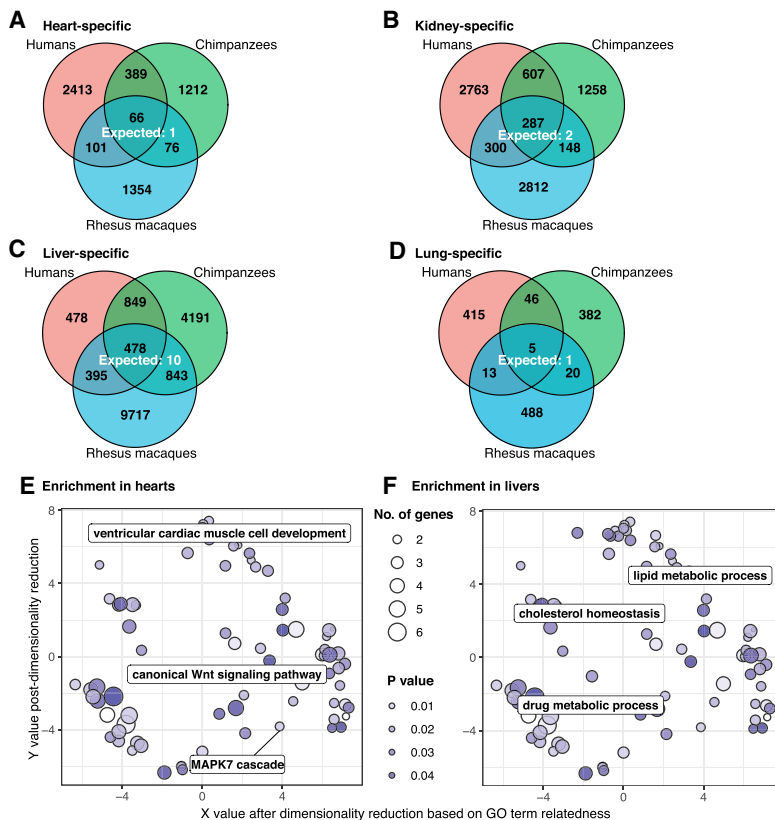 A Heart-specific
Humans
Chimpanzees
389
2413
1212
66
Expected: 1
101
76
1354
Rhesus macaques
B Kidney-specific
Humans
Chimpanzees
607
2763
1258
287
Expected: 2
300
148
2812
Rhesus macaques
C Liver-specific
Humans
Chimpanzees
849
478
4191
478
Expected: 10
395
843
9717
Rhesus macaques
D Lung-specific
Humans
Chimpanzees
46
415
382
5
Expected: 1
13
20
488
Rhesus macaques
E Enrichment in hearts
Y value post-dimensionality reduction
8
4
0
−4
ventricular cardiac muscle cell development
canonical Wnt signaling pathway
MAPK7 cascade
−4 0 4
No. of genes
2
3
4
5
6
P value
0.01
0.02
0.03
0.04
F Enrichment in livers
8
4
0
−4
lipid metabolic process
cholesterol homeostasis
drug metabolic process
−4 0 4
X value after dimensionality reduction based on GO term relatedness